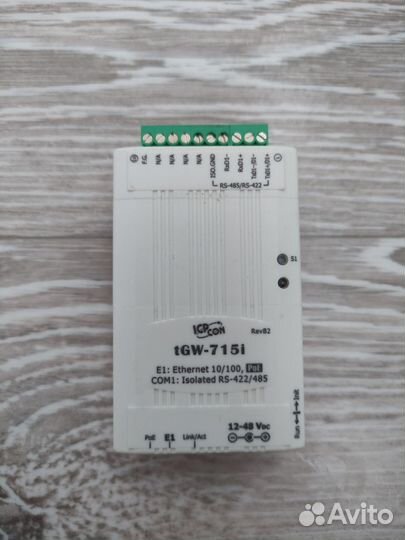 F.G.
N/A
N/A
N/A
N/A
ISO.GND
RxD1-
RxD1+
TxD1-/D1-
TxD1+/D1+
RS-485/RS-422
S1
ICP CON
RevB2
tGW-715i
E1: Ethernet 10/100, PoE
COM1: Isolated RS-422/485
Run Init
PoE E1 Link/Act 12-48 VDC
Avito